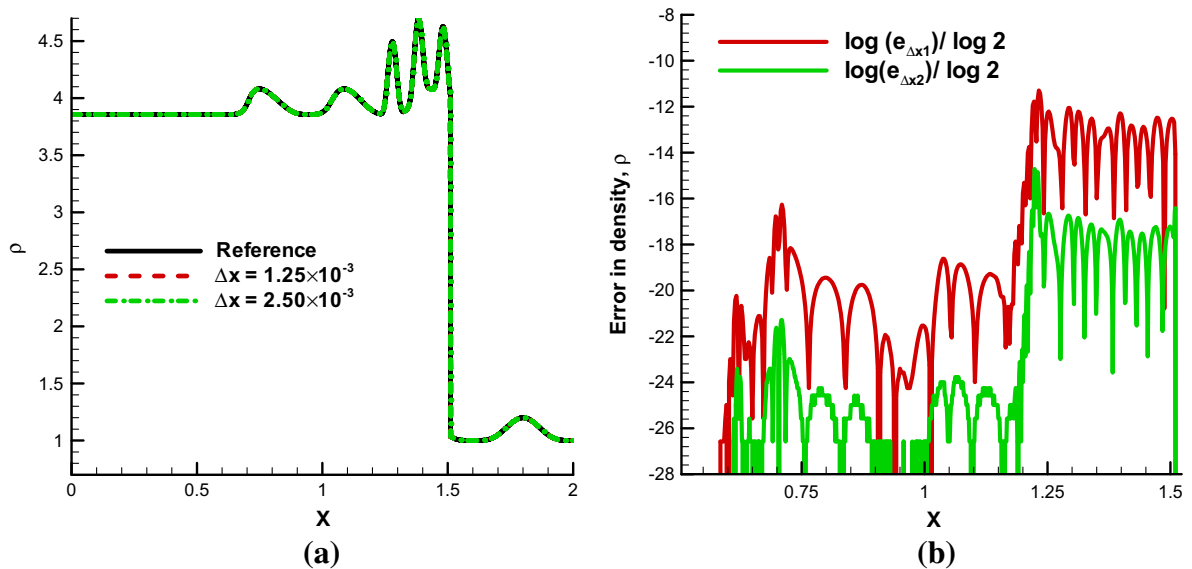 4.5
4
3.5
3
2.5
2
1.5
1
ρ
Reference
Δx = 1.25×10⁻³
Δx = 2.50×10⁻³
0 0.5 1 1.5 2
X
(a)
log (e_Δx1)/ log 2
log(e_Δx2)/ log 2
-8
-10
-12
-14
-16
-18
-20
-22
-24
-26
-28
Error in density, ρ
0.75 1 1.25 1.5
X
(b)